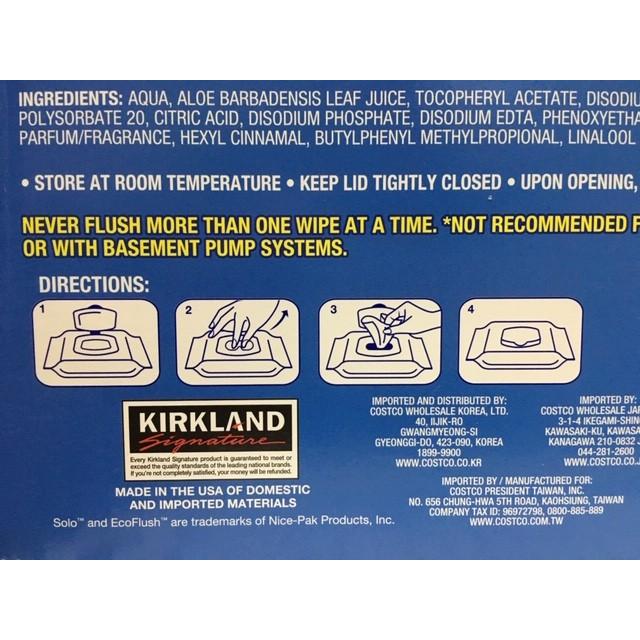 INGREDIENTS: AQUA, ALOE BARBADENSIS LEAF JUICE, TOCOPHERYL ACETATE,
POLYSORBATE 20, CITRIC ACID, DISODIUM PHOSPHATE, DISODIUM EDTA,
PARFUM/FRAGRANCE, HEXYL CINNAMAL, BUTYLPHENYL METHYLPROPIONAL, LINALOOL
• STORE AT ROOM TEMPERATURE • KEEP LID TIGHTLY CLOSED • UPON OPENING,
NEVER FLUSH MORE THAN ONE WIPE AT A TIME. *NOT RECOMMENDED
OR WITH BASEMENT PUMP SYSTEMS.
DIRECTIONS:
1
2
3
4
KIRKLAND
Signature
Every Kirkland Signature product is guaranteed to meet or
exceed the quality standards of the leading national brands.
If you're not completely satisfied, your money will be refunded.
MADE IN THE USA OF DOMESTIC
AND IMPORTED MATERIALS
Solo™ and EcoFlush™ are trademarks of Nice-Pak Products, Inc.
IMPORTED AND DISTRIBUTED BY:
COSTCO WHOLESALE KOREA, LTD.
40, ILJIK-RO
GWANGMYEONG-SI
GYEONGGI-DO, 423-090, KOREA
1899-9900
WWW.COSTCO.CO.KR
IMPORTED BY:
COSTCO WHOLESALE
3-1-4 IKEGAMI-SHIN
KAWASAKI-KU, KAWASA
KANAGAWA 210-0832
044-281-2600
WWW.COSTCO.CO.
IMPORTED BY / MANUFACTURED FOR:
COSTCO PRESIDENT TAIWAN, INC.
NO. 656 CHUNG-HWA 5TH ROAD, KAOHSIUNG, TAIWAN
COMPANY TAX ID: 96972798, 0800-885-889
WWW.COSTCO.COM.TW